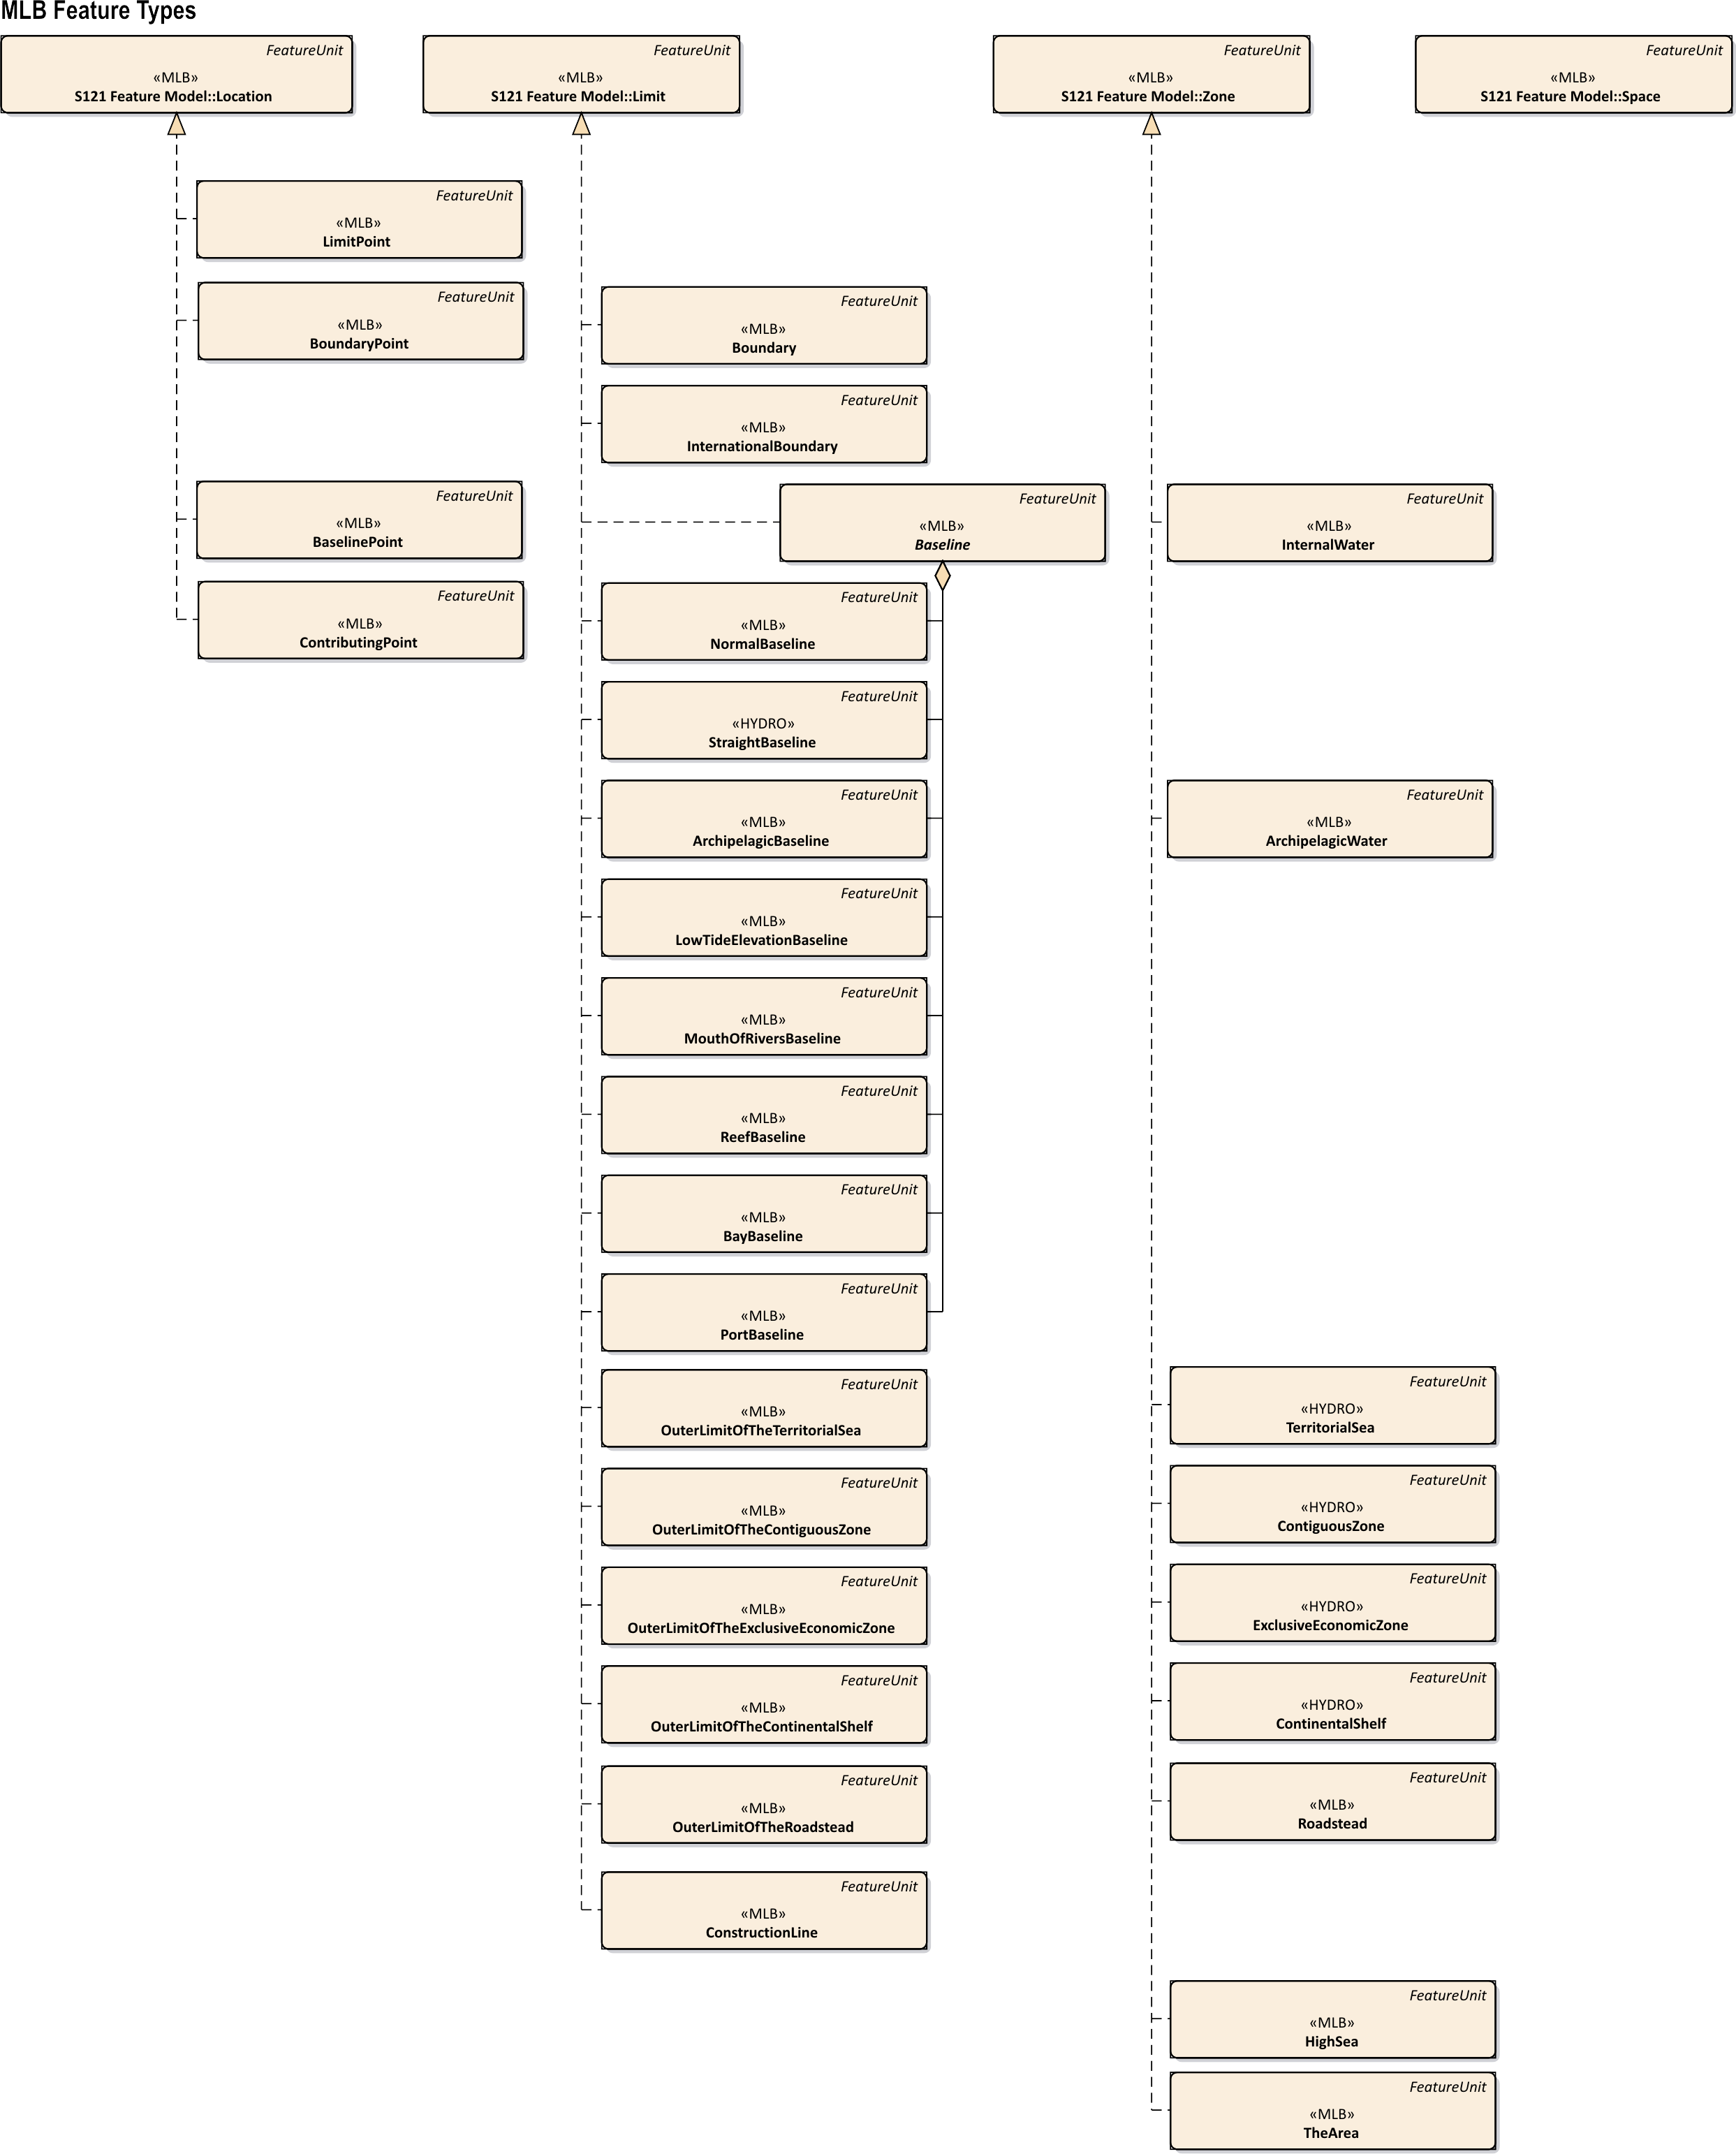 MLB Feature Types
FeatureUnit
«MLB»
S121 Feature Model::Location
FeatureUnit
«MLB»
S121 Feature Model::Limit
FeatureUnit
«MLB»
S121 Feature Model::Zone
FeatureUnit
«MLB»
S121 Feature Model::Space
FeatureUnit
«MLB»
LimitPoint
FeatureUnit
«MLB»
BoundaryPoint
FeatureUnit
«MLB»
BaselinePoint
FeatureUnit
«MLB»
ContributingPoint
FeatureUnit
«MLB»
Boundary
FeatureUnit
«MLB»
InternationalBoundary
FeatureUnit
«MLB»
Baseline
FeatureUnit
«MLB»
NormalBaseline
FeatureUnit
«HYDRO»
StraightBaseline
FeatureUnit
«MLB»
ArchipelagicBaseline
FeatureUnit
«MLB»
LowTideElevationBaseline
FeatureUnit
«MLB»
MouthOfRiversBaseline
FeatureUnit
«MLB»
ReefBaseline
FeatureUnit
«MLB»
BayBaseline
FeatureUnit
«MLB»
PortBaseline
FeatureUnit
«MLB»
OuterLimitOfTheTerritorialSea
FeatureUnit
«MLB»
OuterLimitOfTheContiguousZone
FeatureUnit
«MLB»
OuterLimitOfTheExclusiveEconomicZone
FeatureUnit
«MLB»
OuterLimitOfTheContinentalShelf
FeatureUnit
«MLB»
OuterLimitOfTheRoadstead
FeatureUnit
«MLB»
ConstructionLine
FeatureUnit
«MLB»
InternalWater
FeatureUnit
«MLB»
ArchipelagicWater
FeatureUnit
«HYDRO»
TerritorialSea
FeatureUnit
«HYDRO»
ContiguousZone
FeatureUnit
«HYDRO»
ExclusiveEconomicZone
FeatureUnit
«HYDRO»
ContinentalShelf
FeatureUnit
«MLB»
Roadstead
FeatureUnit
«MLB»
HighSea
FeatureUnit
«MLB»
TheArea